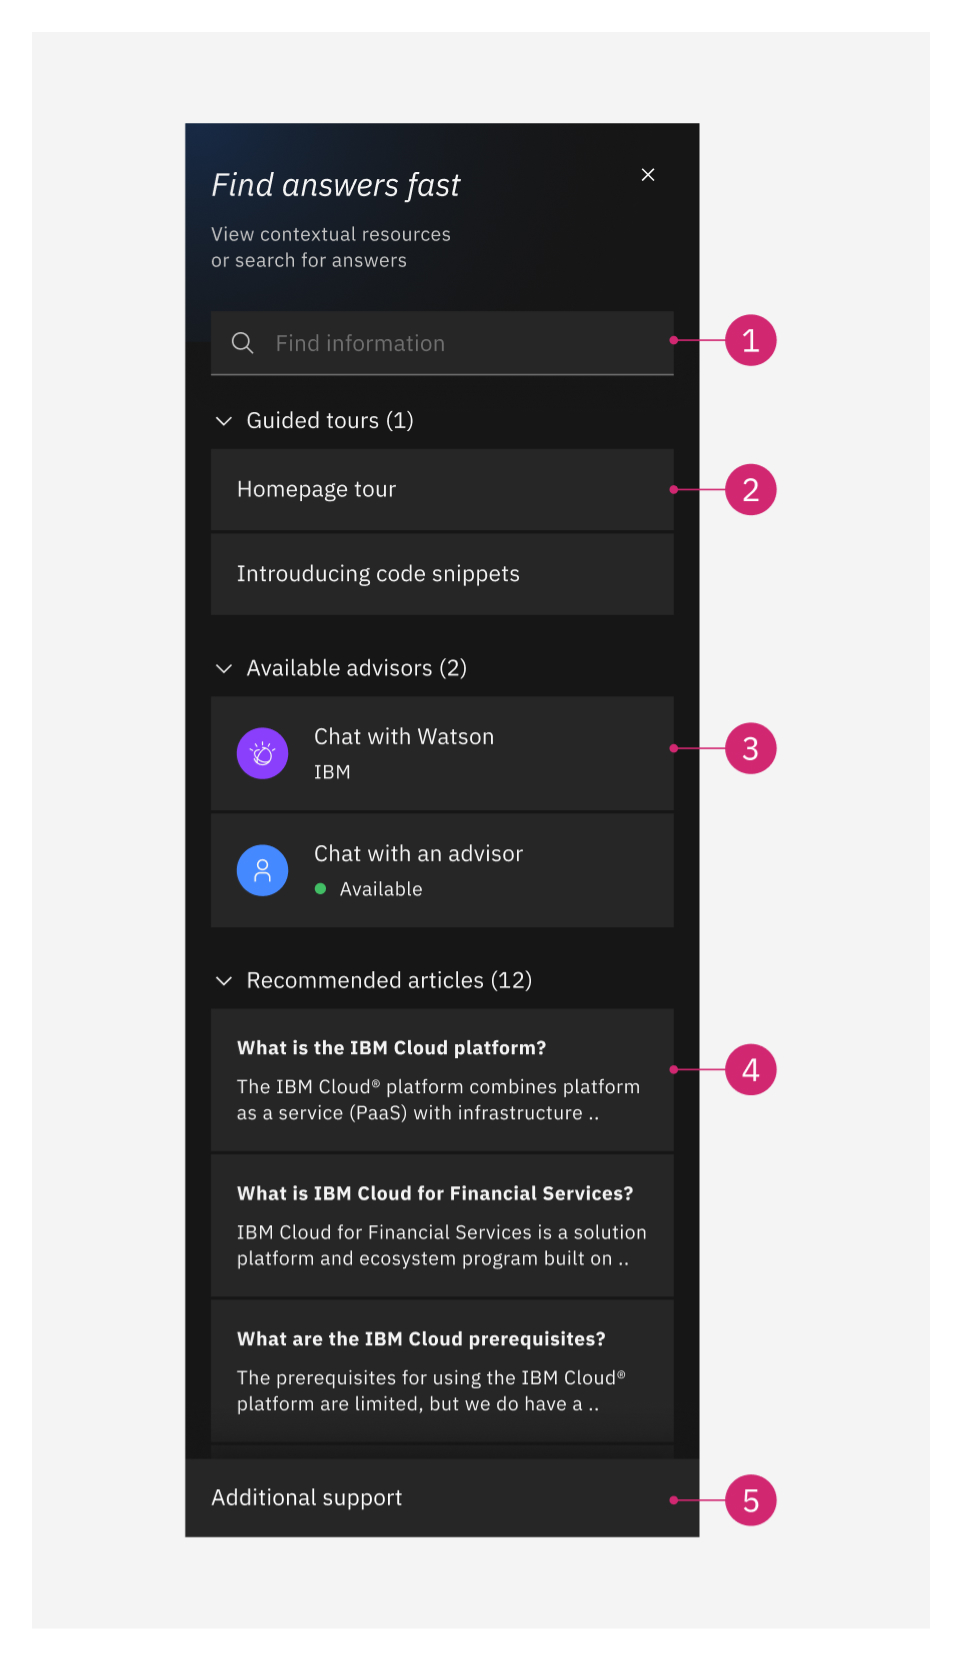 Find answers fast
View contextual resources
or search for answers
Find information
1
Guided tours (1)
Homepage tour
2
Introuducing code snippets
Available advisors (2)
Chat with Watson
IBM
3
Chat with an advisor
Available
Recommended articles (12)
What is the IBM Cloud platform?
The IBM Cloud® platform combines platform
as a service (PaaS) with infrastructure ..
4
What is IBM Cloud for Financial Services?
IBM Cloud for Financial Services is a solution
platform and ecosystem program built on ..
What are the IBM Cloud prerequisites?
The prerequisites for using the IBM Cloud®
platform are limited, but we do have a ..
Additional support
5